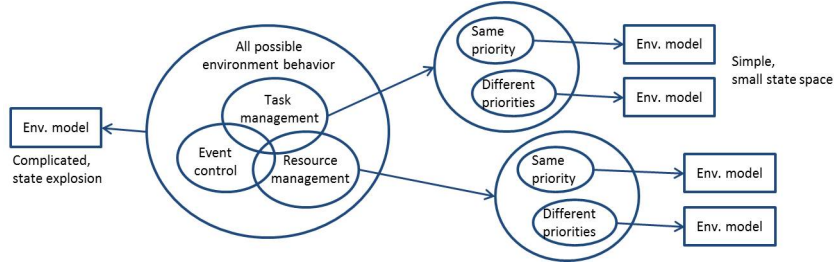 All possible
environment behavior
Task
management
Event
control
Resource
management
Env. model
Complicated,
state explosion
Same
priority
Different
priorities
Env. model
Env. model
Simple,
small state space
Same
priority
Different
priorities
Env. model
Env. model